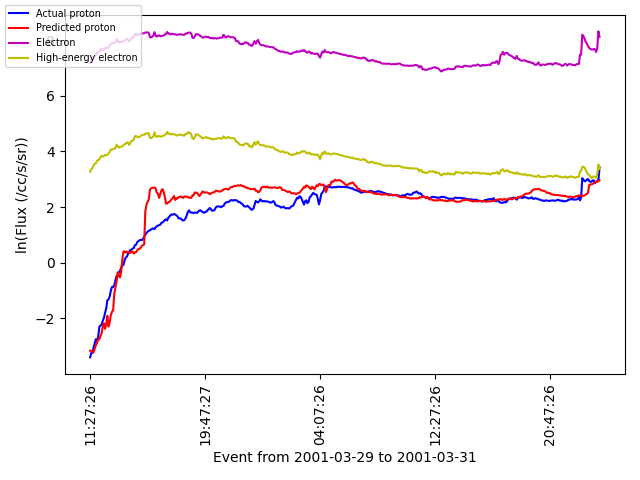 Actual proton
Predicted proton
Electron
High-energy electron
ln(Flux (/cc/s/sr))
6
4
2
0
−2
11:27:26
19:47:27
04:07:26
12:27:26
20:47:26
Event from 2001-03-29 to 2001-03-31